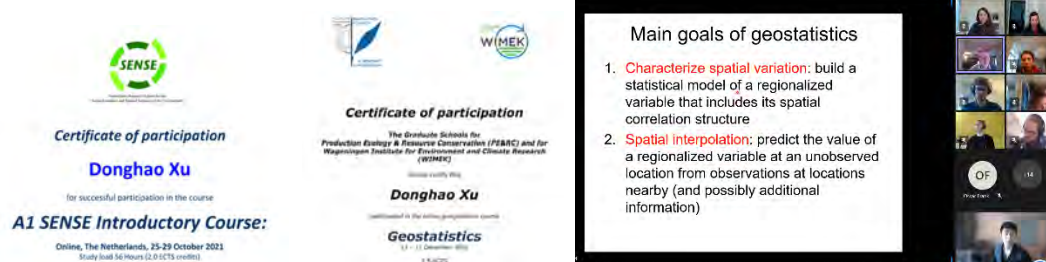 SENSE
Certificate of participation
Donghao Xu
for successful participation in the course
A1 SENSE Introductory Course:
Online, The Netherlands, 25-29 October 2021
Study load 56 Hours (2.0 ECTS credits)
WIMEK
Certificate of participation
The Graduate Schools for
Production Ecology & Resource Conservation (PE&RC) and for
Wageningen Institute for Environment and Climate Research
(WIMEK)
Donghao Xu
Geostatistics
Main goals of geostatistics
1. Characterize spatial variation: build a
statistical model of a regionalized
variable that includes its spatial
correlation structure
2. Spatial interpolation: predict the value of
a regionalized variable at an unobserved
location from observations at locations
nearby (and possibly additional
information)
OF
+14